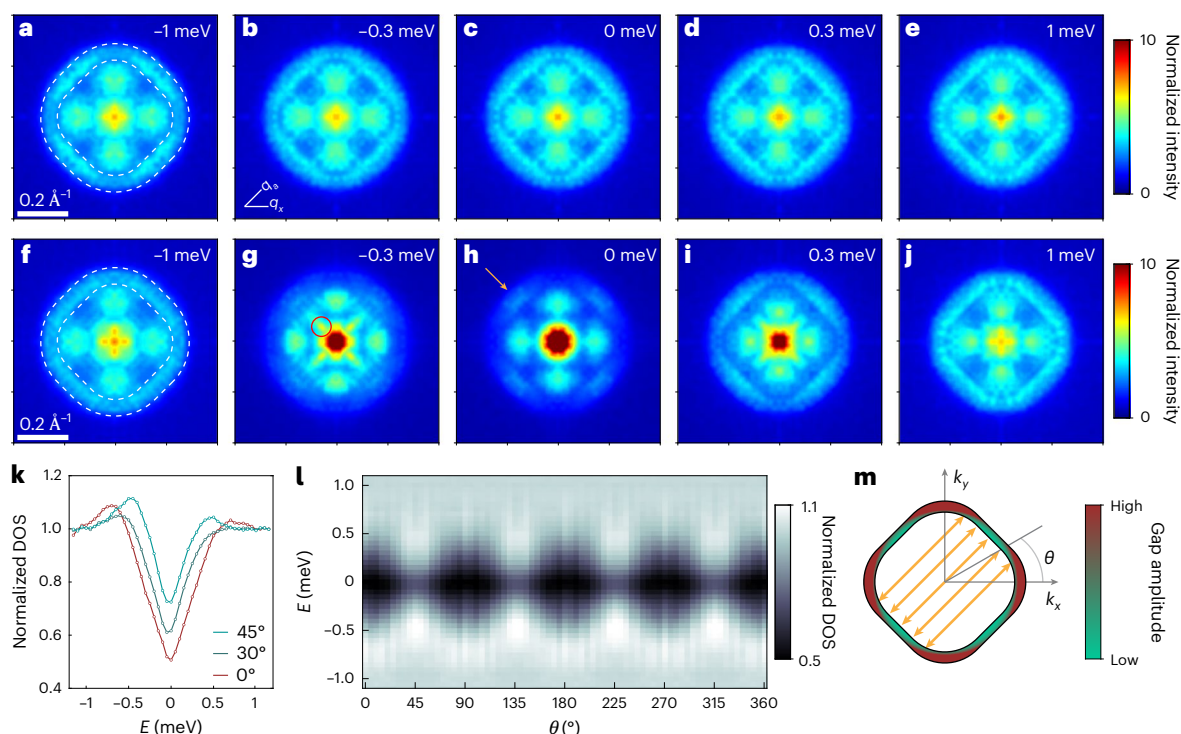 a −1 meV
b −0.3 meV
c 0 meV
d 0.3 meV
e 1 meV
10
Normalized intensity
0
0.2 Å⁻¹
qₐ
qₓ
f −1 meV
g −0.3 meV
h 0 meV
i 0.3 meV
j 1 meV
10
Normalized intensity
0
0.2 Å⁻¹
k
1.2
1.0
0.8
0.6
0.4
Normalized DOS
45°
30°
0°
−1 −0.5 0 0.5 1
E (meV)
l
1.0
0.5
0
−0.5
−1.0
E (meV)
0 45 90 135 180 225 270 315 360
θ (°)
1.1
Normalized DOS
0.5
m
k_y
θ
kₓ
High
Gap amplitude
Low